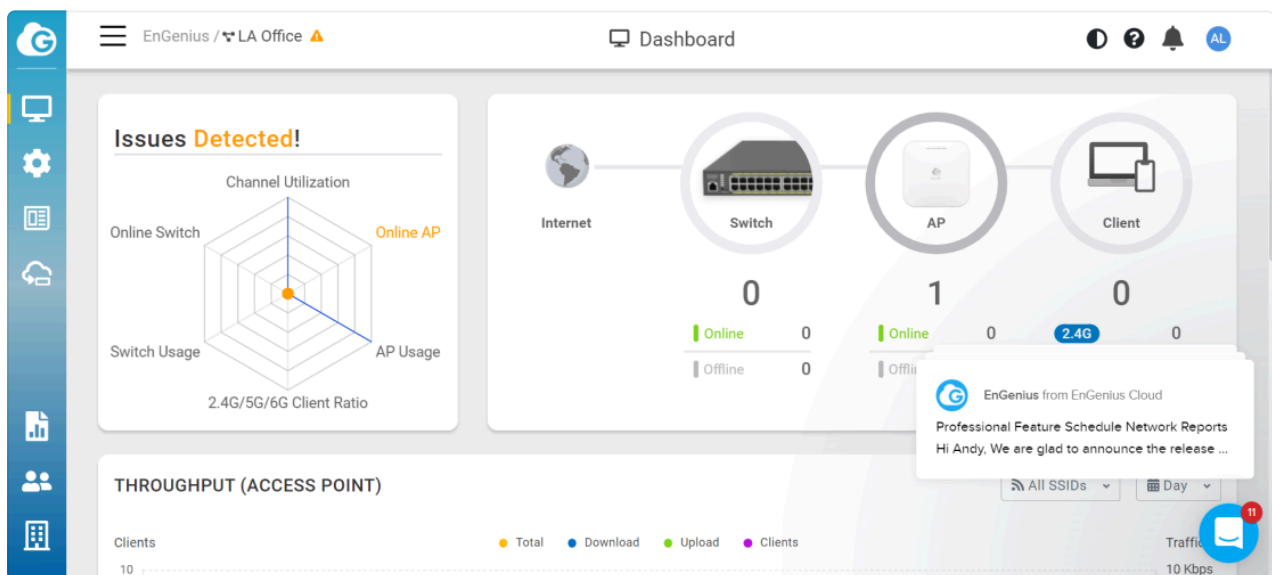 EnGenius / LA Office
Dashboard
AL
Issues Detected!
Channel Utilization
Online Switch
Online AP
Switch Usage
AP Usage
2.4G/5G/6G Client Ratio
Internet
Switch
AP
Client
0
1
0
Online 0
Online 0
2.4G 0
Offline 0
EnGenius from EnGenius Cloud
Professional Feature Schedule Network Reports
Hi Andy, We are glad to announce the release ...
THROUGHPUT (ACCESS POINT)
All SSIDs
Day
11
Clients
Total
Download
Upload
Clients
10
10 Kbps